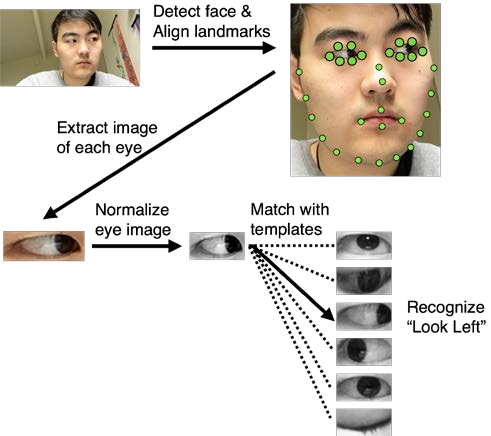 Detect face &
Align landmarks
Extract image
of each eye
Normalize
eye image
Match with
templates
Recognize
“Look Left”